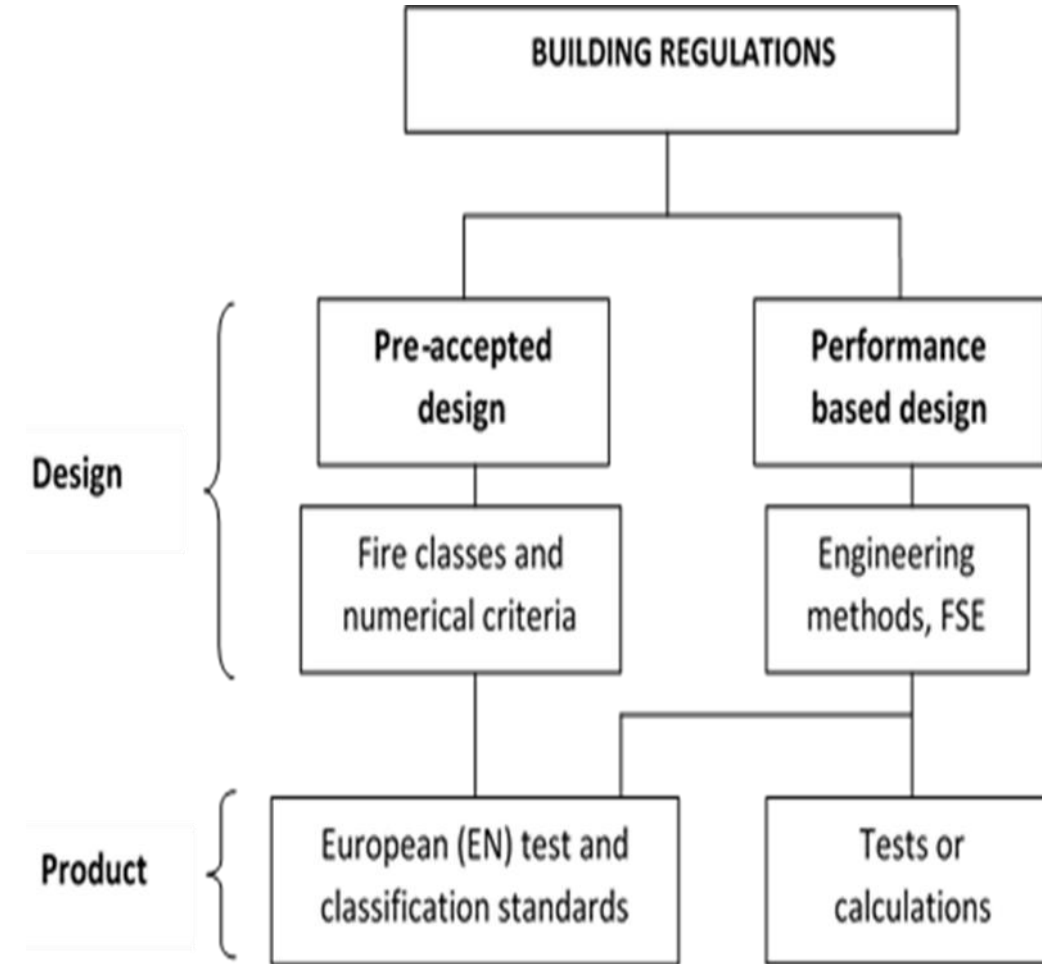 BUILDING REGULATIONS
Pre-accepted
design
Performance
based design
Design
Fire classes and
numerical criteria
Engineering
methods, FSE
Product
European (EN) test and
classification standards
Tests or
calculations